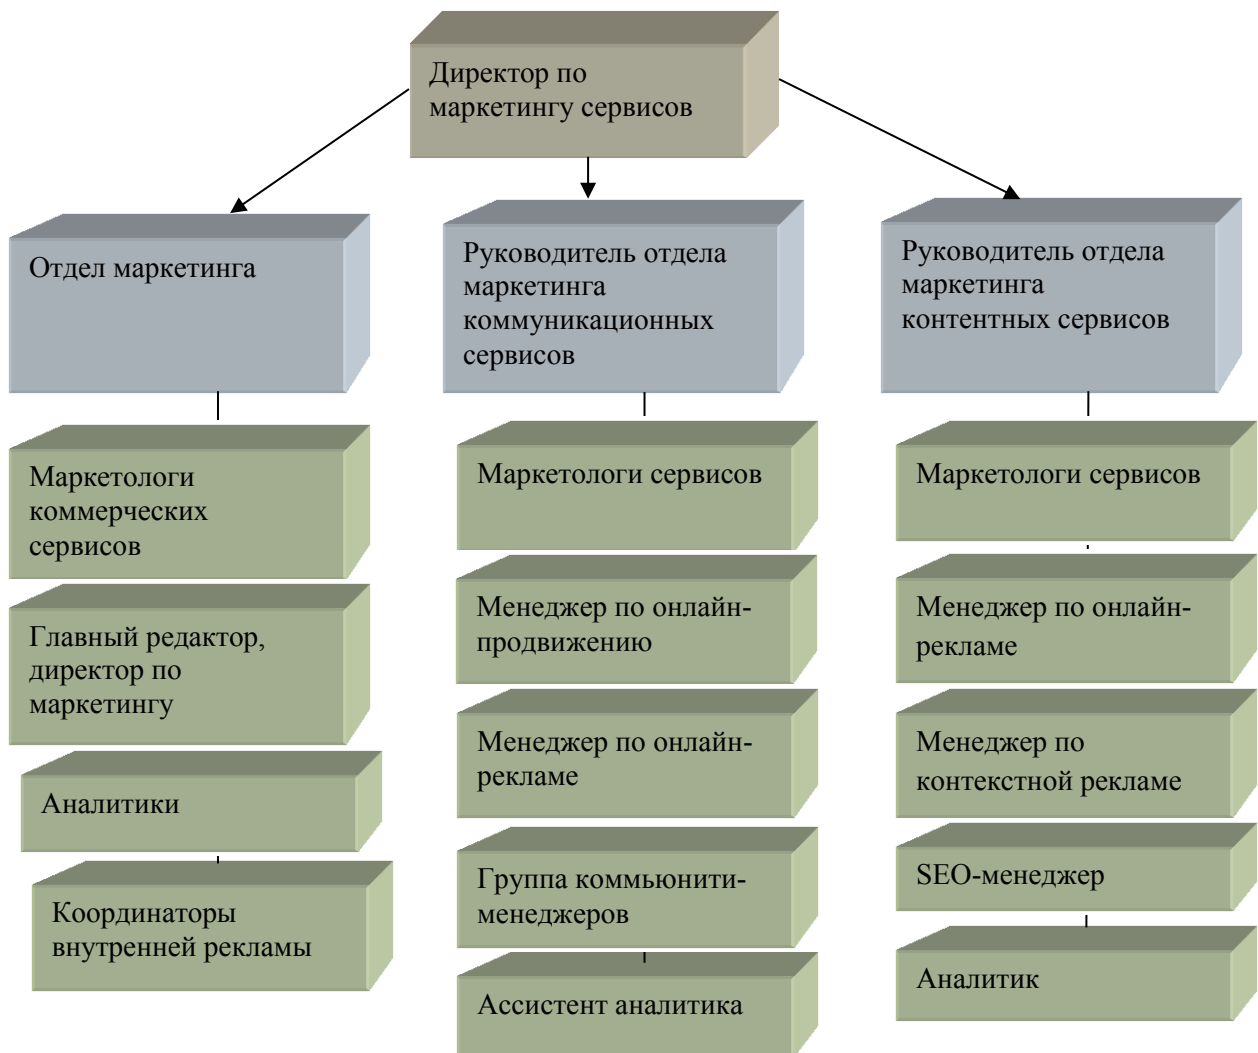 Директор по
маркетингу сервисов
Отдел маркетинга
Руководитель отдела
маркетинга
коммуникационных
сервисов
Руководитель отдела
маркетинга
контентных сервисов
Маркетологи
коммерческих
сервисов
Главный редактор,
директор по
маркетингу
Аналитики
Координаторы
внутренней рекламы
Маркетологи сервисов
Менеджер по онлайн-
продвижению
Менеджер по онлайн-
рекламе
Группа коммьюнити-
менеджеров
Ассистент аналитика
Маркетологи сервисов
Менеджер по онлайн-
рекламе
Менеджер по
контекстной рекламе
SEO-менеджер
Аналитик